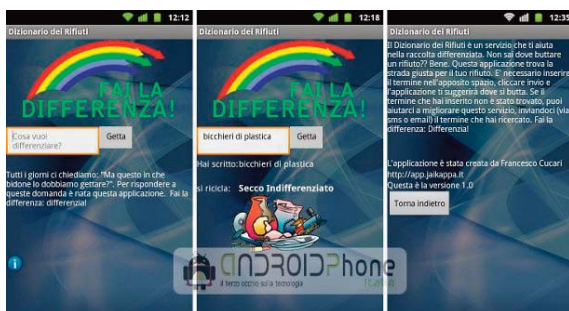 12:12
Dizionario dei Rifiuti
FAI LA
DIFFERENZA!
Cosa vuoi
differenziare?
Getta
Tutti i giorni ci chiediamo: "Ma questo in che
bidone lo dobbiamo gettare?". Per rispondere a
queste domanda è nata questa applicazione. Fai la
differenza: differenzia!
12:18
Dizionario dei Rifiuti
FAI LA
DIFFERENZA!
bicchieri di plastica
Getta
Hai scritto:bicchieri di plastica
si ricicla: Secco Indifferenziato
12:35
Dizionario dei Rifiuti
Il Dizionario dei Rifiuti è un servizio che ti aiuta
nella raccolta differenziata. Non sai dove buttare
un rifiuto?? Bene. Questa applicazione trova la
strada giusta per il tuo rifiuto. E' necessario inserire
il termine nell'apposito spazio, cliccare invio e
l'applicazione ti suggerirà dove si butta. Se il
termine che hai inserito non è stato trovato, puoi
aiutarci a migliorare questo servizio, inviandoci (via
sms o email) il termine che hai ricercato. Fai la
differenza: Differenzia!
L'applicazione è stata creata da Francesco Cucari
http://app.jaikappa.it
Questa è la versione 1.0
Torna indietro
ANDROIDPhone
Italia
il terzo occhio sulla tecnologia